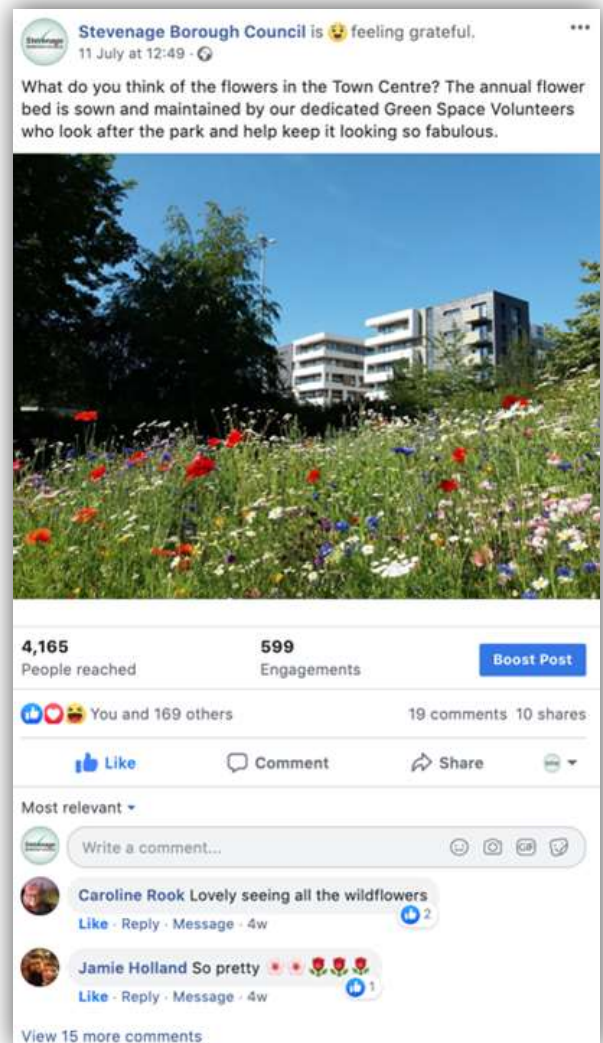 Stevenage Borough Council is 😌 feeling grateful.
11 July at 12:49 ·
What do you think of the flowers in the Town Centre? The annual flower
bed is sown and maintained by our dedicated Green Space Volunteers
who look after the park and help keep it looking so fabulous.
4,165
People reached
599
Engagements
Boost Post
You and 169 others
19 comments 10 shares
Like
Comment
Share
Most relevant
Stevenage
Write a comment...
GIF
Caroline Rook Lovely seeing all the wildflowers
2
Like · Reply · Message · 4w
Jamie Holland So pretty 🌸🌸🌹🌹🌹
1
Like · Reply · Message · 4w
View 15 more comments